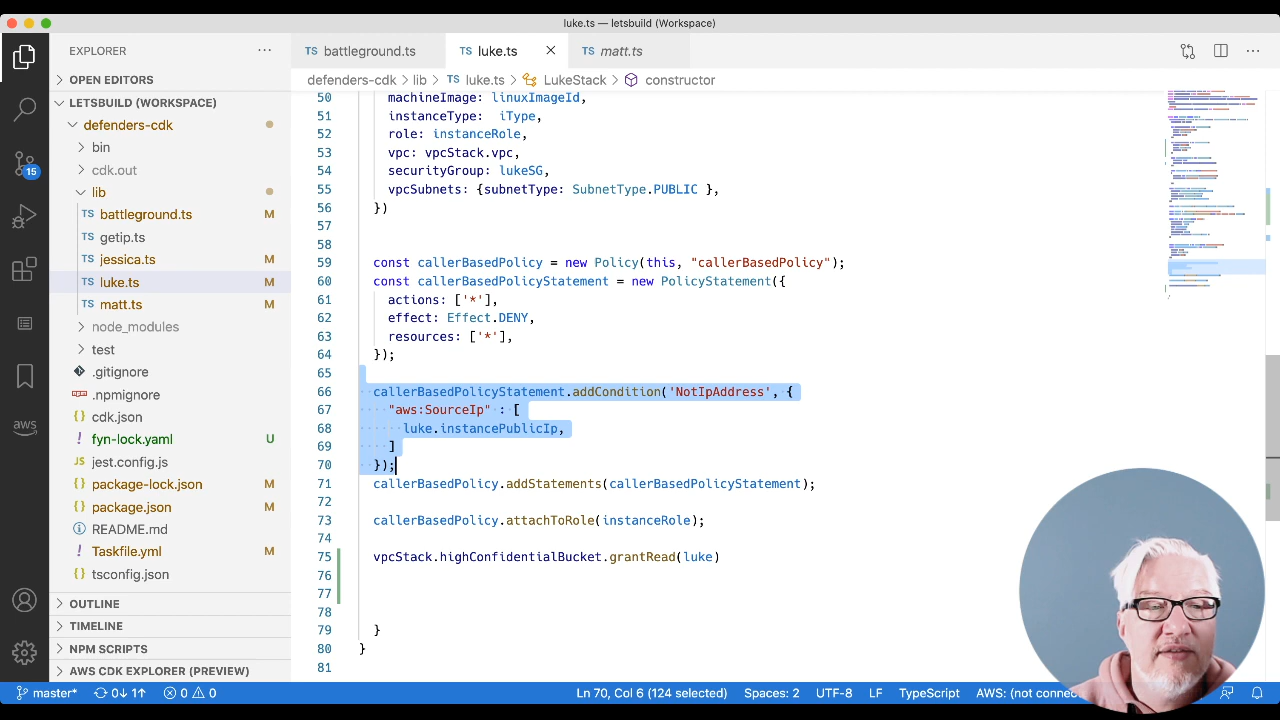 luke.ts — letsbuild (Workspace)
EXPLORER
OPEN EDITORS
LETSBUILD (WORKSPACE)
defenders-cdk
bin
cdk.out
lib
TS battleground.ts M
TS getip.ts
TS jessica.ts M
TS luke.ts M
TS matt.ts M
node_modules
test
.gitignore
.npmignore
{} cdk.json
! fyn-lock.yaml U
jest.config.js
{} package-lock.json M
{} package.json M
README.md
! Taskfile.yml M
tsconfig.json
OUTLINE
TIMELINE
NPM SCRIPTS
AWS CDK EXPLORER (PREVIEW)
15
aws
TS battleground.ts
TS luke.ts
TS matt.ts
defenders-cdk > lib > TS luke.ts > LukeStack > constructor
50 machineImage: linuxImageId,
51 instanceType: Type,
52 role: instanceRole,
53 vpc: vpcStack.vpc,
54 securityGroup: lukeSG,
55 vpcSubnets: {subnetType: SubnetType.PUBLIC },
})
58
59 const callerBasedPolicy = new Policy(this, "callerBasedPolicy");
60 const callerBasedPolicyStatement = new PolicyStatement({
61 actions: ['*'],
62 effect: Effect.DENY,
63 resources: ['*'],
64 });
65
66 callerBasedPolicyStatement.addCondition('NotIpAddress', {
67 "aws:SourceIp" : [
68 luke.instancePublicIp,
69 ]
70 });
71 callerBasedPolicy.addStatements(callerBasedPolicyStatement);
72
73 callerBasedPolicy.attachToRole(instanceRole);
74
75 vpcStack.highConfidentialBucket.grantRead(luke)
76
77
78
79 }
80 }
81
master* 0↓ 1↑ 0 0 Ln 70, Col 6 (124 selected) Spaces: 2 UTF-8 LF TypeScript AWS: (not connec